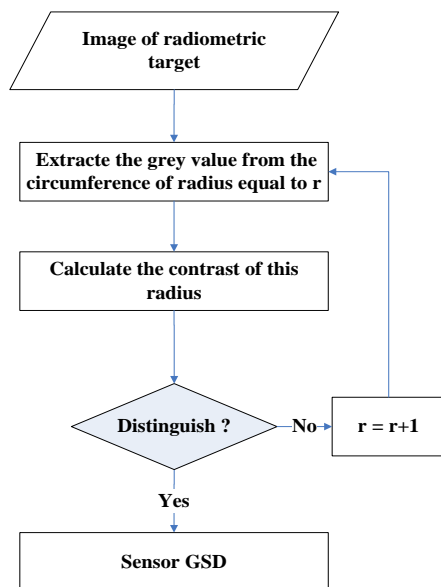 Image of radiometric
target
Extracte the grey value from the
circumference of radius equal to r
Calculate the contrast of this
radius
Distinguish ?
No
r = r+1
Yes
Sensor GSD